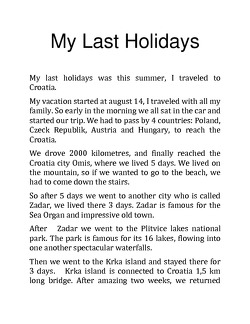 My Last Holidays
My last holidays was this summer, I traveled to
Croatia.
My vacation started at august 14, I traveled with all my
family. So early in the morning we all sat in the car and
started our trip. We had to pass by 4 countries: Poland,
Czeck Republik, Austria and Hungary, to reach the
Croatia.
We drove 2000 kilometres, and finally reached the
Croatia city Omis, where we lived 5 days. We lived on
the mountain, so if we wanted to go to the beach, we
had to come down the stairs.
So after 5 days we went to another city who is called
Zadar, we lived there 3 days. Zadar is famous for the
Sea Organ and impressive old town.
After Zadar we went to the Plitvice lakes national
park. The park is famous for its 16 lakes, flowing into
one another spectacular waterfalls.
Then we went to the Krka island and stayed there for
3 days. Krka island is connected to Croatia 1,5 km
long bridge. After amazing two weeks, we returned